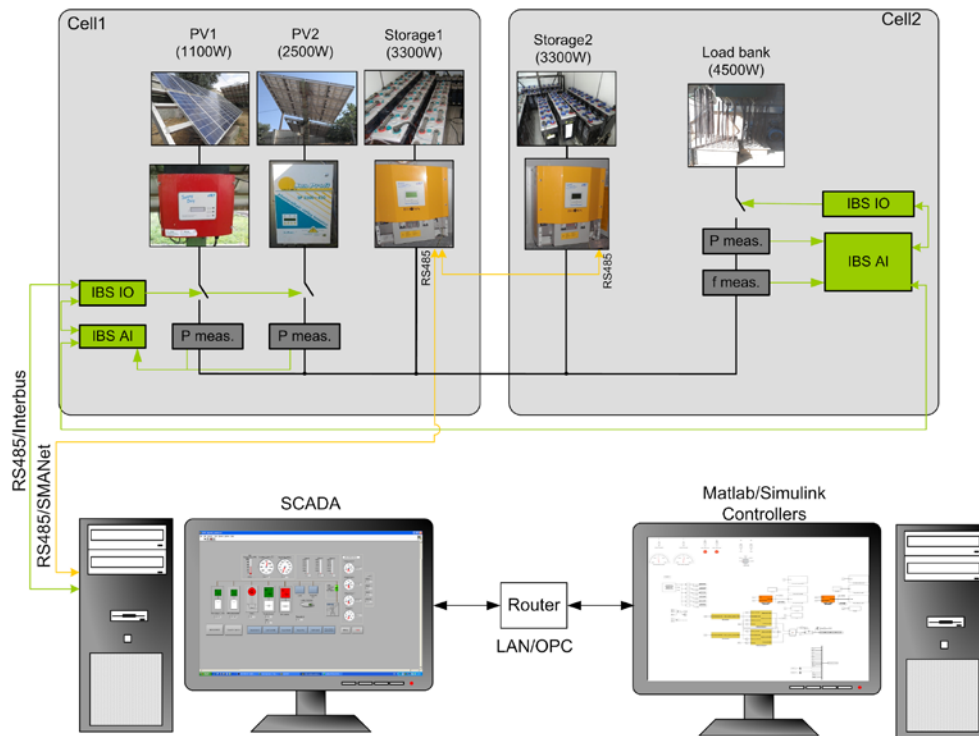 Cell1
Cell2
PV1
(1100W)
PV2
(2500W)
Storage1
(3300W)
Storage2
(3300W)
Load bank
(4500W)
RS485
RS485
IBS IO
P meas.
IBS AI
f meas.
IBS IO
IBS AI
P meas.
P meas.
RS485/Interbus
RS485/SMANet
SCADA
Matlab/Simulink
Controllers
Router
LAN/OPC